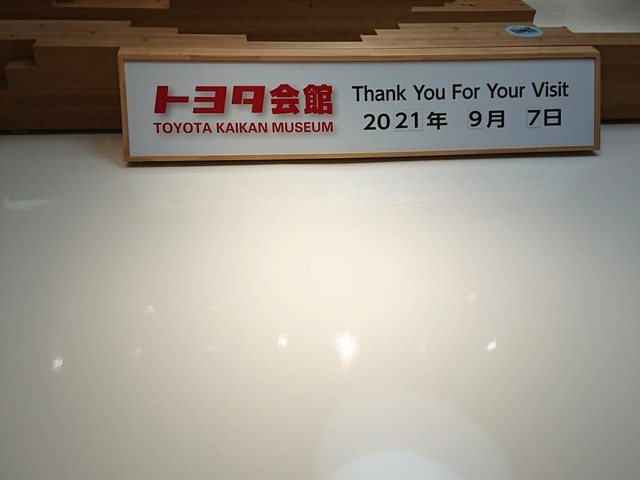 トヨタ会館
TOYOTA KAIKAN MUSEUM
Thank You For Your Visit
2021年 9月 7日